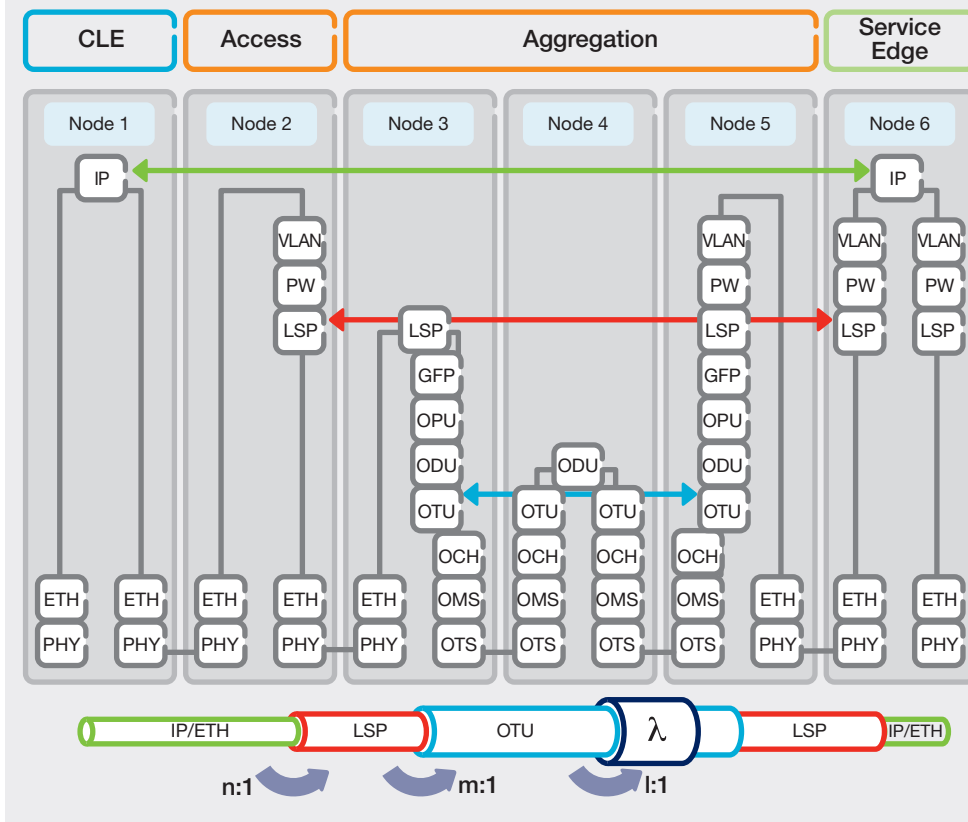 CLE Access Aggregation Service
Edge
Node 1 Node 2 Node 3 Node 4 Node 5 Node 6
IP IP
VLAN VLAN VLAN VLAN
PW PW PW PW
LSP LSP LSP LSP LSP
GFP GFP
OPU OPU
ODU ODU ODU
OTU OTU OTU OTU
OCH OCH OCH OCH
ETH ETH ETH ETH ETH OMS OMS OMS OMS ETH ETH ETH
PHY PHY PHY PHY PHY OTS OTS OTS OTS PHY PHY PHY
IP/ETH LSP OTU λ LSP IP/ETH
n:1 m:1 l:1